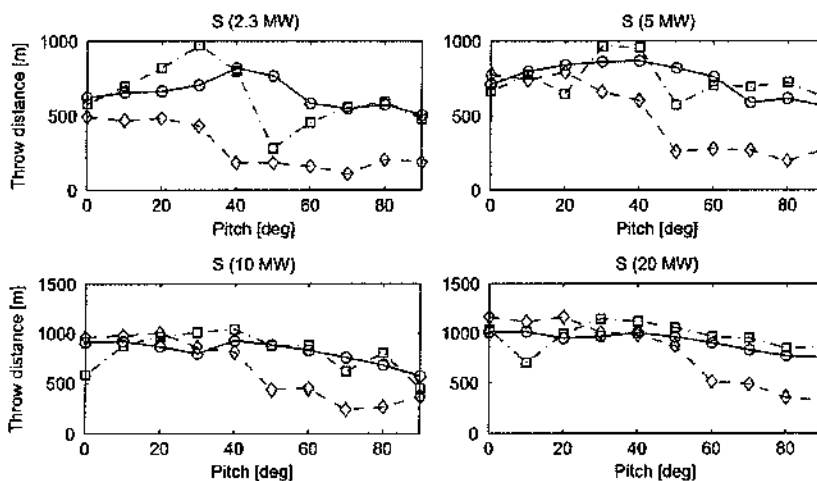 S (2.3 MW)
Throw distance [m]
1000
500
0
0 20 40 60 80
Pitch [deg]
S (5 MW)
1000
500
0
0 20 40 60 80
Pitch [deg]
S (10 MW)
Throw distance [m]
1500
1000
500
0
0 20 40 60 80
Pitch [deg]
S (20 MW)
1500
1000
500
0
0 20 40 60 80
Pitch [deg]